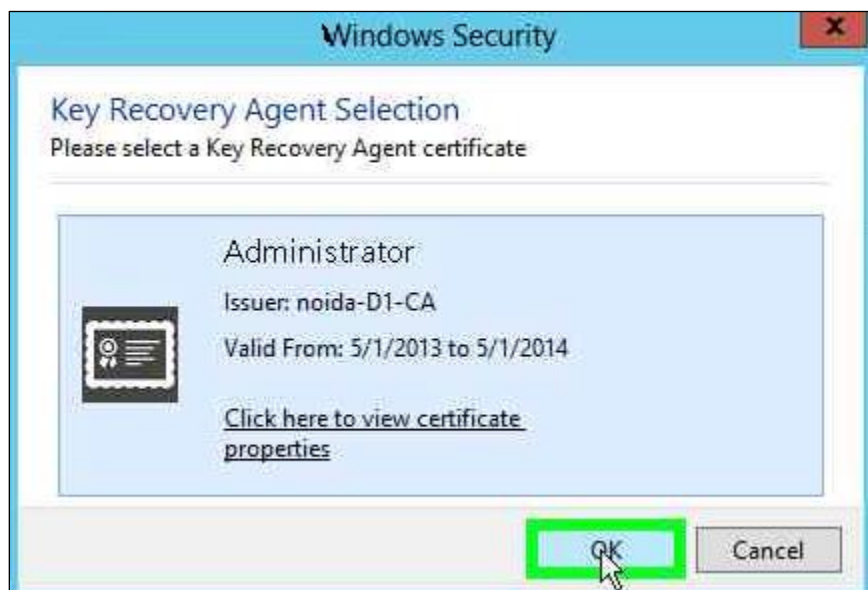 Windows Security
x
Key Recovery Agent Selection
Please select a Key Recovery Agent certificate
Administrator
Issuer: noida-D1-CA
Valid From: 5/1/2013 to 5/1/2014
Click here to view certificate
properties
OK
Cancel